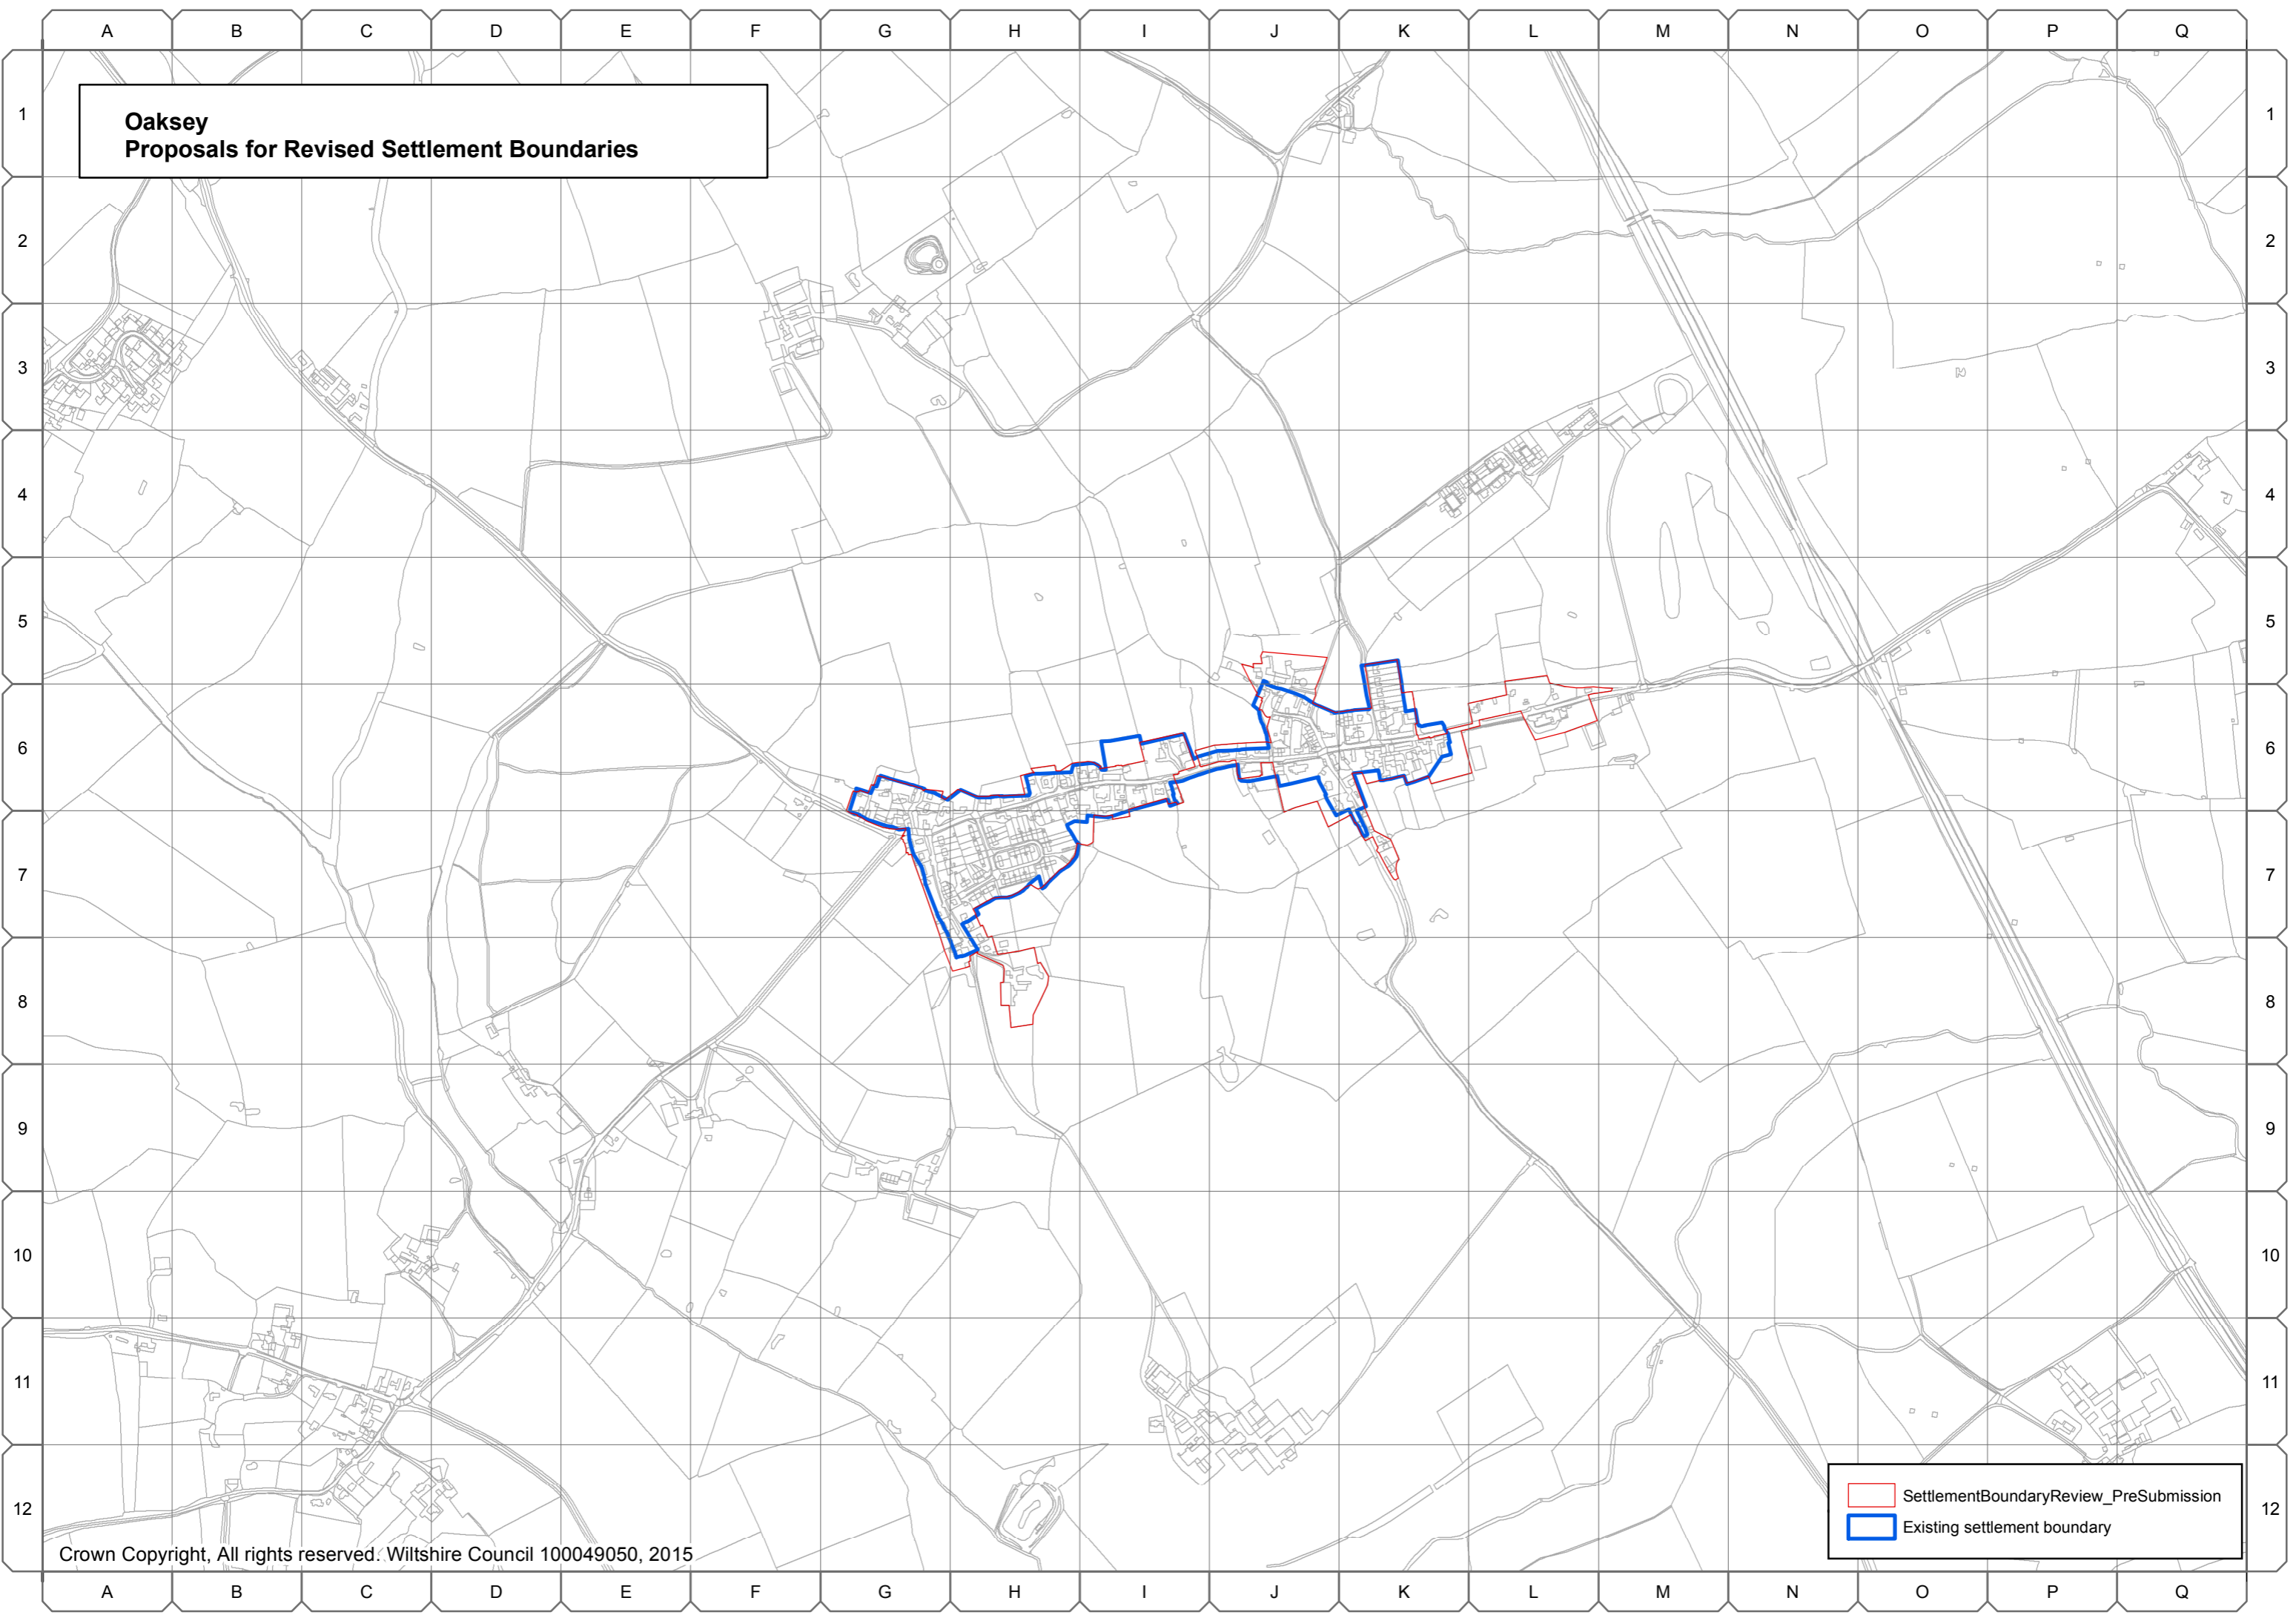 A B C D E F G H I J K L M N O P Q
1 1
Oaksey
Proposals for Revised Settlement Boundaries
2 2
3 3
4 4
5 5
6 6
7 7
8 8
9 9
10 10
11 11
12 12
SettlementBoundaryReview_PreSubmission
Existing settlement boundary
Crown Copyright, All rights reserved. Wiltshire Council 100049050, 2015
A B C D E F G H I J K L M N O P Q